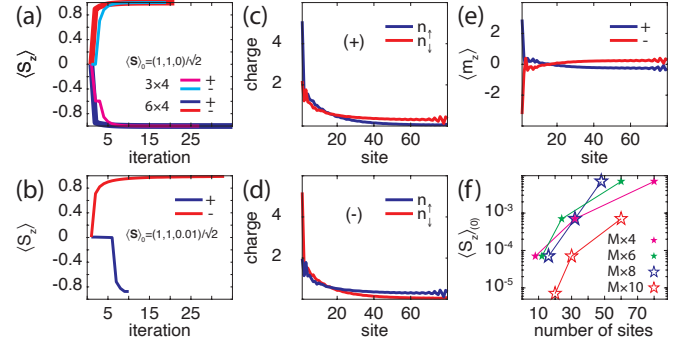 (a)
⟨S_z⟩
0.8
0.4
0
-0.4
-0.8
⟨S⟩₀=(1,1,0)/√2
3×4 + -
6×4 + -
5 15 25
iteration
(b)
⟨S_z⟩
0.8
0.4
0
-0.4
-0.8
+
-
⟨S⟩₀=(1,1,0.01)/√2
5 15 25
iteration
(c)
charge
4
2
(+)
n↑
n↓
20 40 60
site
(d)
charge
4
2
(-)
n↑
n↓
20 40 60
site
(e)
⟨m_z⟩
2
0
-2
+
-
20 40 60
site
(f)
⟨S_z⟩⁽⁰⁾
10⁻³
10⁻⁴
10⁻⁵
M×4
M×6
M×8
M×10
10 30 50 70
number of sites